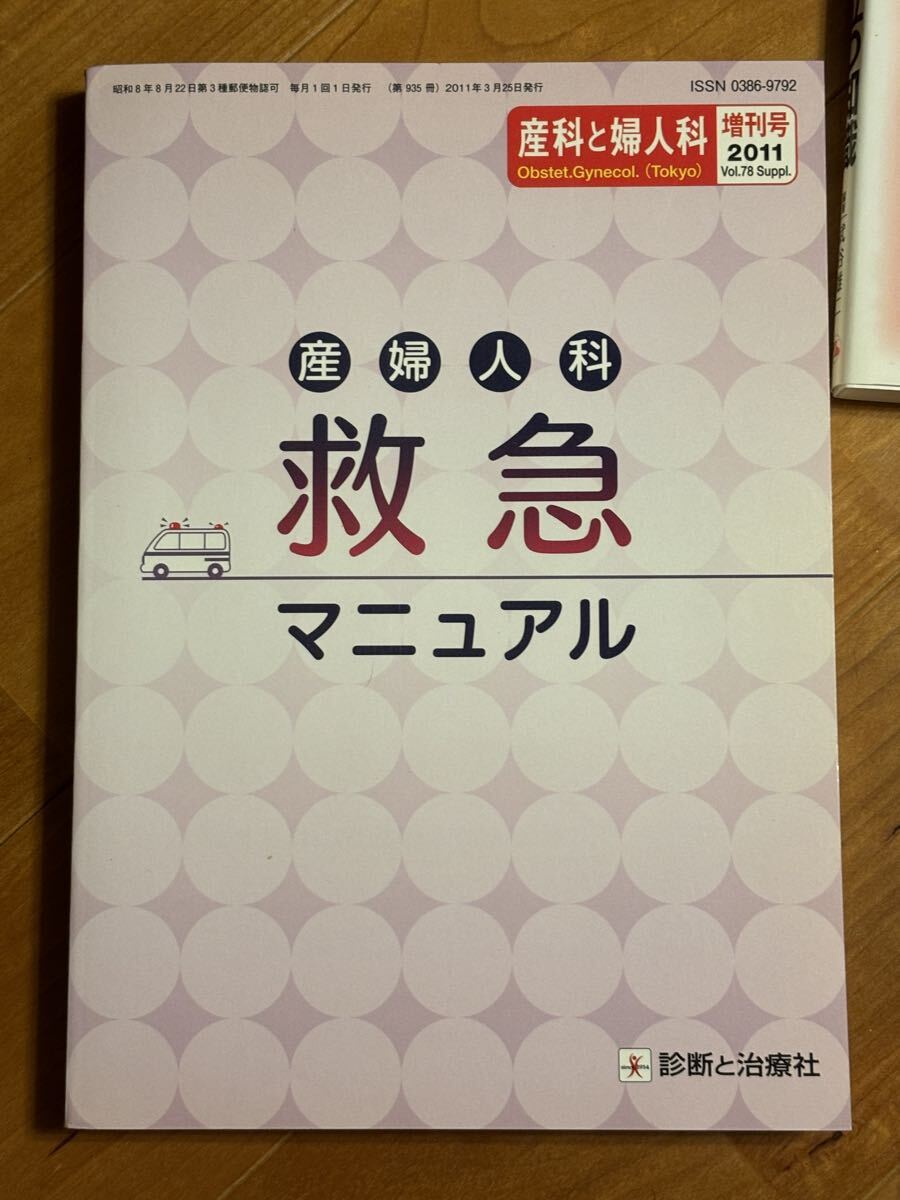 昭和8年8月22日第3種郵便物認可 毎月1回1日発行 (第935冊) 2011年3月25日発行
ISSN 0386-9792
産科と婦人科
Obstet.Gynecol. (Tokyo)
増刊号
2011
Vol.78 Suppl.
産婦人科
救急
マニュアル
診断と治療社